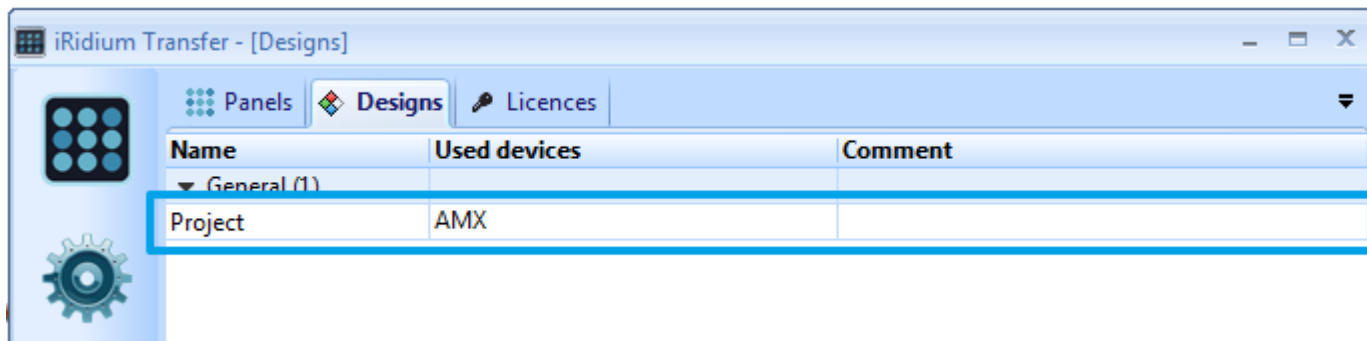 iRidium Transfer - [Designs]
Panels Designs Licences
Name Used devices Comment
General (1)
Project AMX